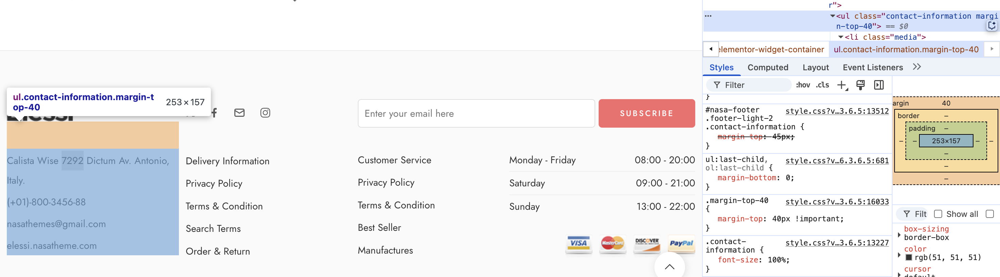 ul.contact-information.margin-t
op-40
253 × 157
Enter your email here
SUBSCRIBE
Calista Wise 7292 Dictum Av. Antonio,
Italy.
(+01)-800-3456-88
nasathemes@gmail.com
elessi.nasatheme.com
Delivery Information
Privacy Policy
Terms & Condition
Search Terms
Order & Return
Customer Service
Privacy Policy
Terms & Condition
Best Seller
Manufactures
Monday - Friday 08:00 - 20:00
Saturday 09:00 - 21:00
Sunday 13:00 - 22:00
VISA MasterCard DISCOVER PayPal
r">
<ul class="contact-information margi
n-top-40"> == $0
<li class="media">
elementor-widget-container ul.contact-information.margin-top-40
Styles Computed Layout Event Listeners
Filter :hov .cls
}
#nasa-footer style.css?v…3.6.5:13512
.footer-light-2
.contact-information {
margin-top: 45px;
}
ul:last-child, style.css?v…6.3.6.5:681
ol:last-child {
margin-bottom: 0;
}
.margin-top-40 style.css?v…3.6.5:16033
{
margin-top: 40px !important;
}
.contact- style.css?v…3.6.5:13227
information {
font-size: 100%;
}
argin 40
border –
padding –
– – 253×157 – –
–
–
–
Filt Show all
box-sizing
border-box
color
rgb(51, 51, 51)
cursor
default